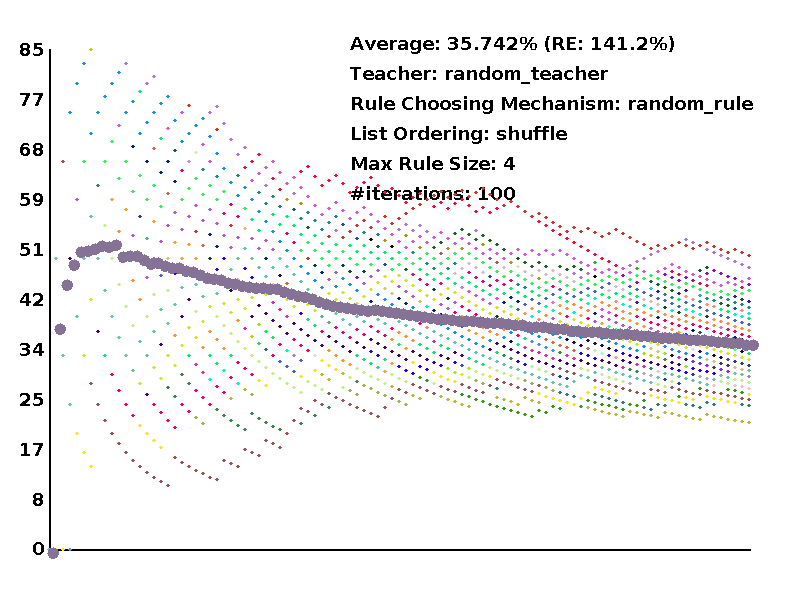 Average: 35.742% (RE: 141.2%)
Teacher: random_teacher
Rule Choosing Mechanism: random_rule
List Ordering: shuffle
Max Rule Size: 4
#iterations: 100
85
77
68
59
51
42
34
25
17
8
0